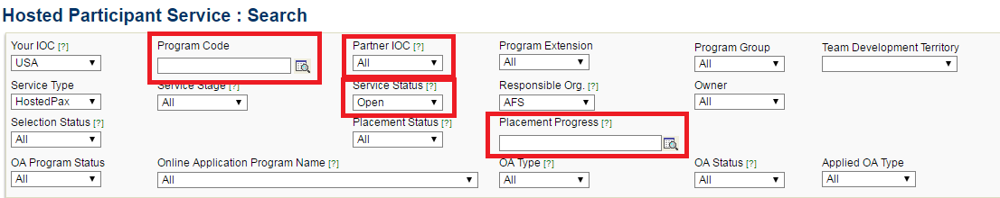 Hosted Participant Service : Search
Your IOC [?] Program Code Partner IOC [?] Program Extension Program Group Team Development Territory
USA All All All
Service Type Service Stage [?] Service Status [?] Responsible Org. [?] Owner
HostedPax All Open AFS All
Selection Status [?] Placement Status [?] Placement Progress [?]
All All
OA Program Status Online Application Program Name [?] OA Type [?] OA Status [?] Applied OA Type
All All All All All